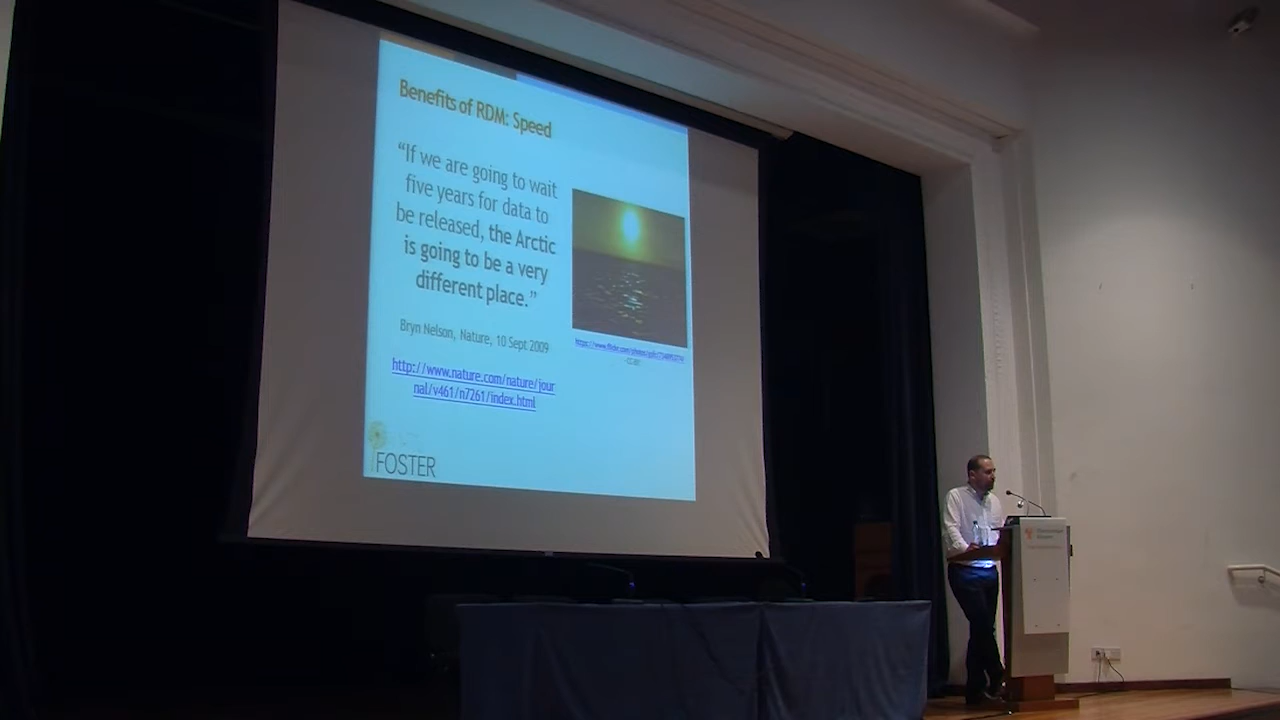 Benefits of RDM: Speed
“If we are going to wait
five years for data to
be released, the Arctic
is going to be a very
different place.”
Bryn Nelson, Nature, 10 Sept 2009
http://www.nature.com/nature/jour
nal/v461/n7261/index.html
FOSTER